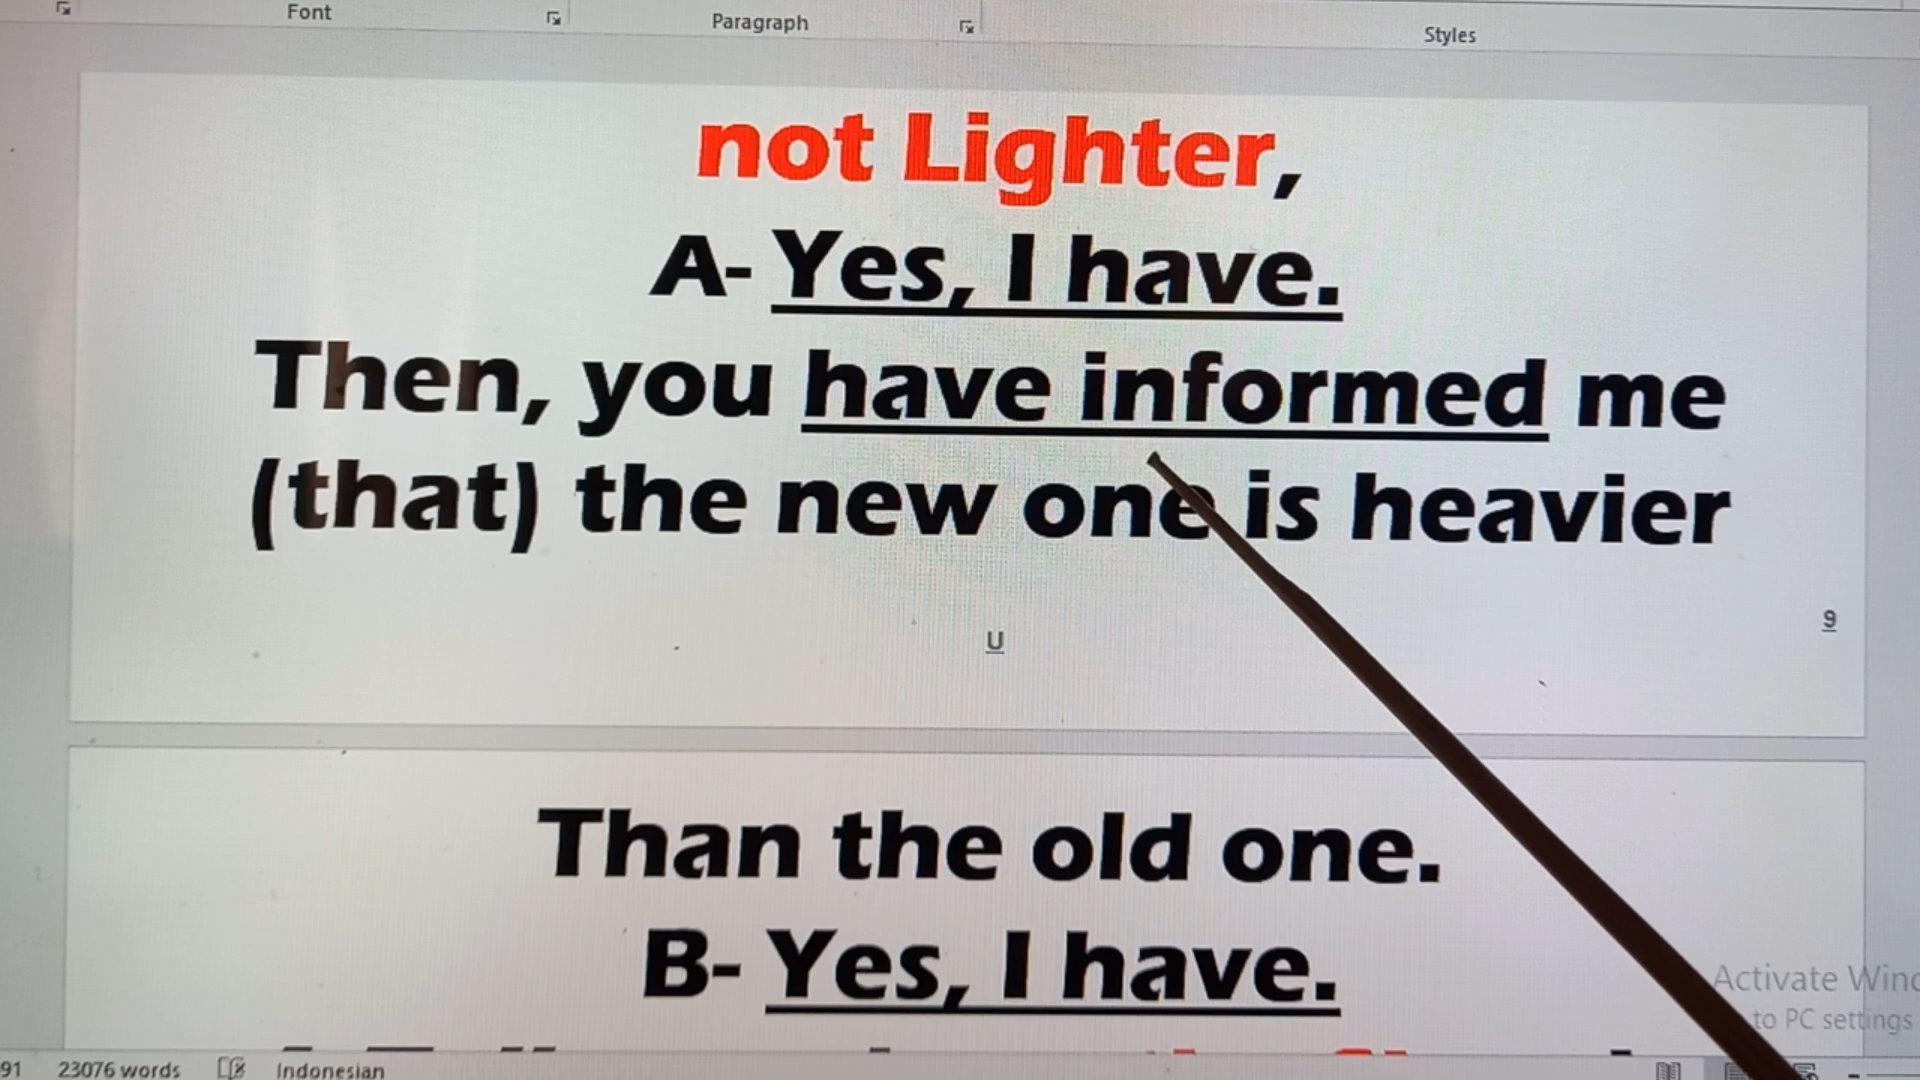 Font
Paragraph
Styles
not Lighter,
A- Yes, I have.
Then, you have informed me
(that) the new one is heavier
U
9
Than the old one.
B- Yes, I have.
Activate Wind
to PC settings
91 23076 words Indonesian